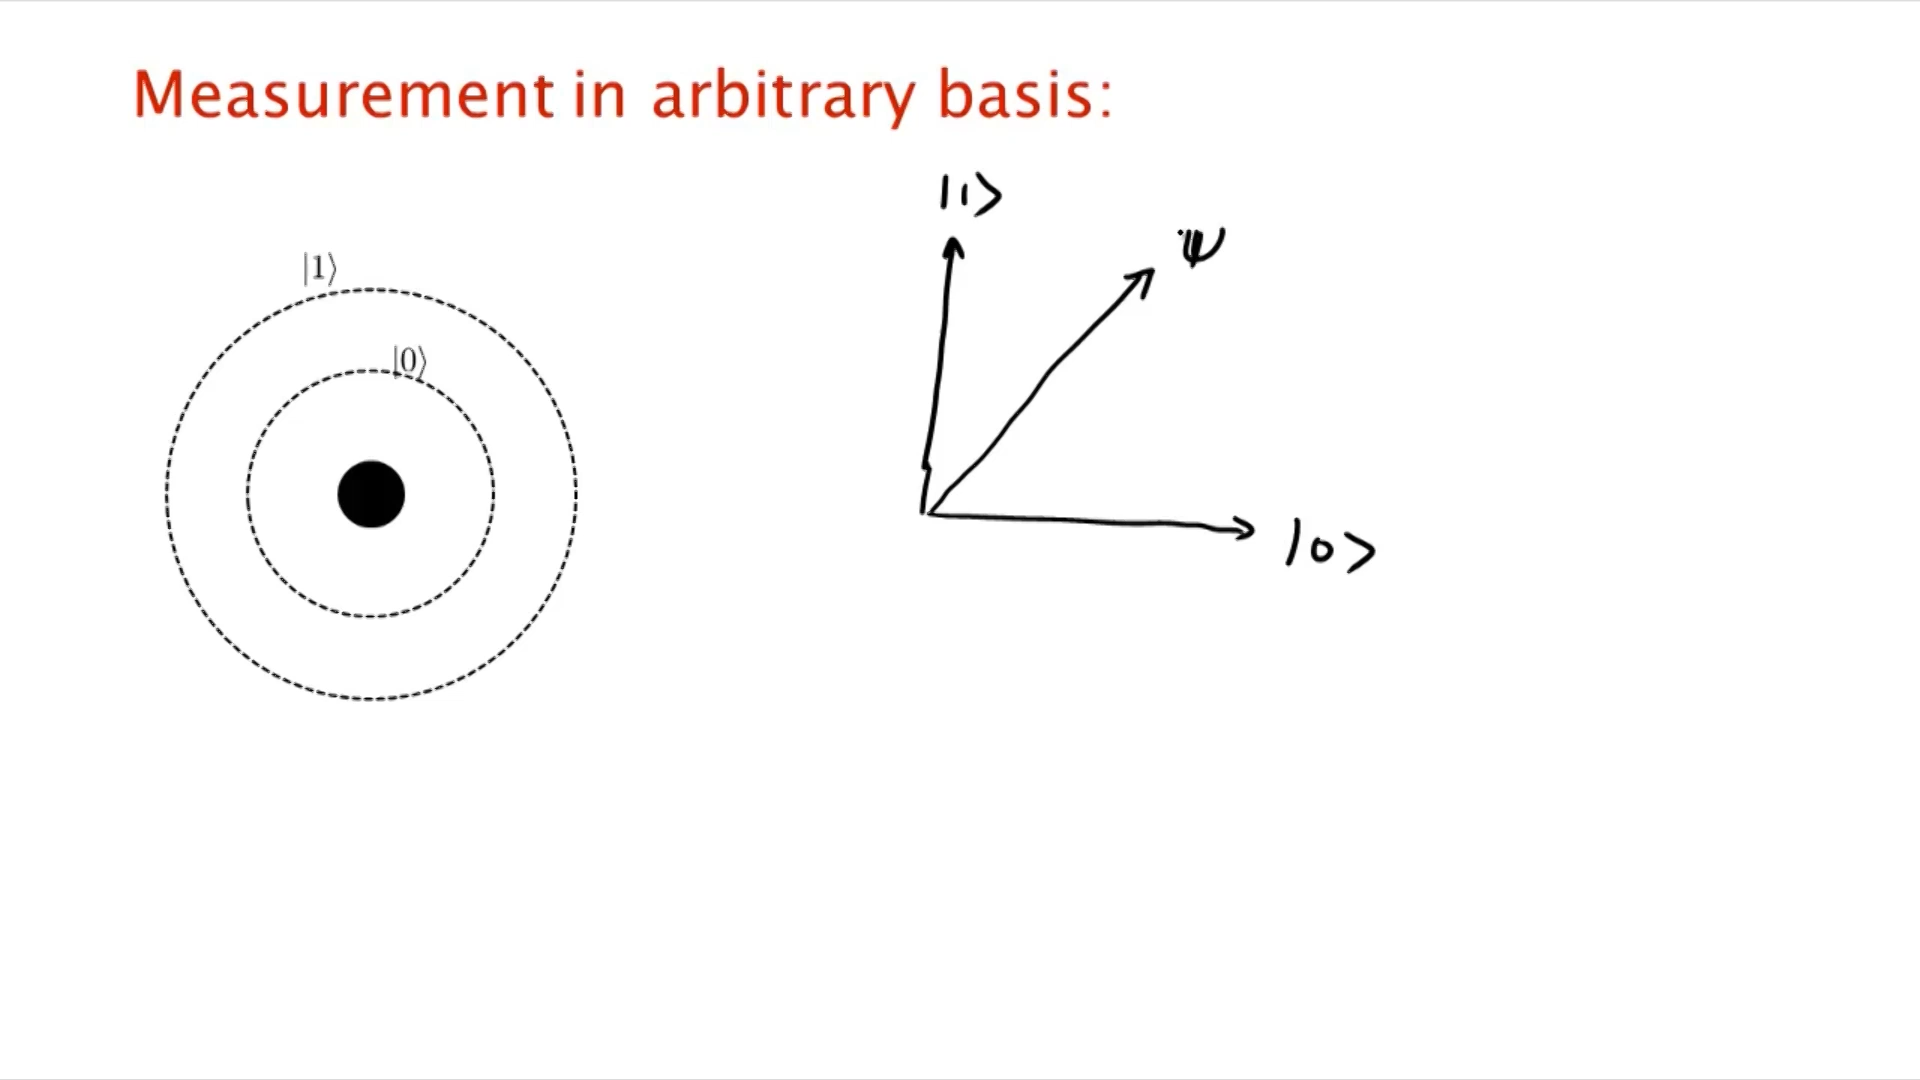 Measurement in arbitrary basis:
|1>
ψ
|1⟩
|0⟩
|0>